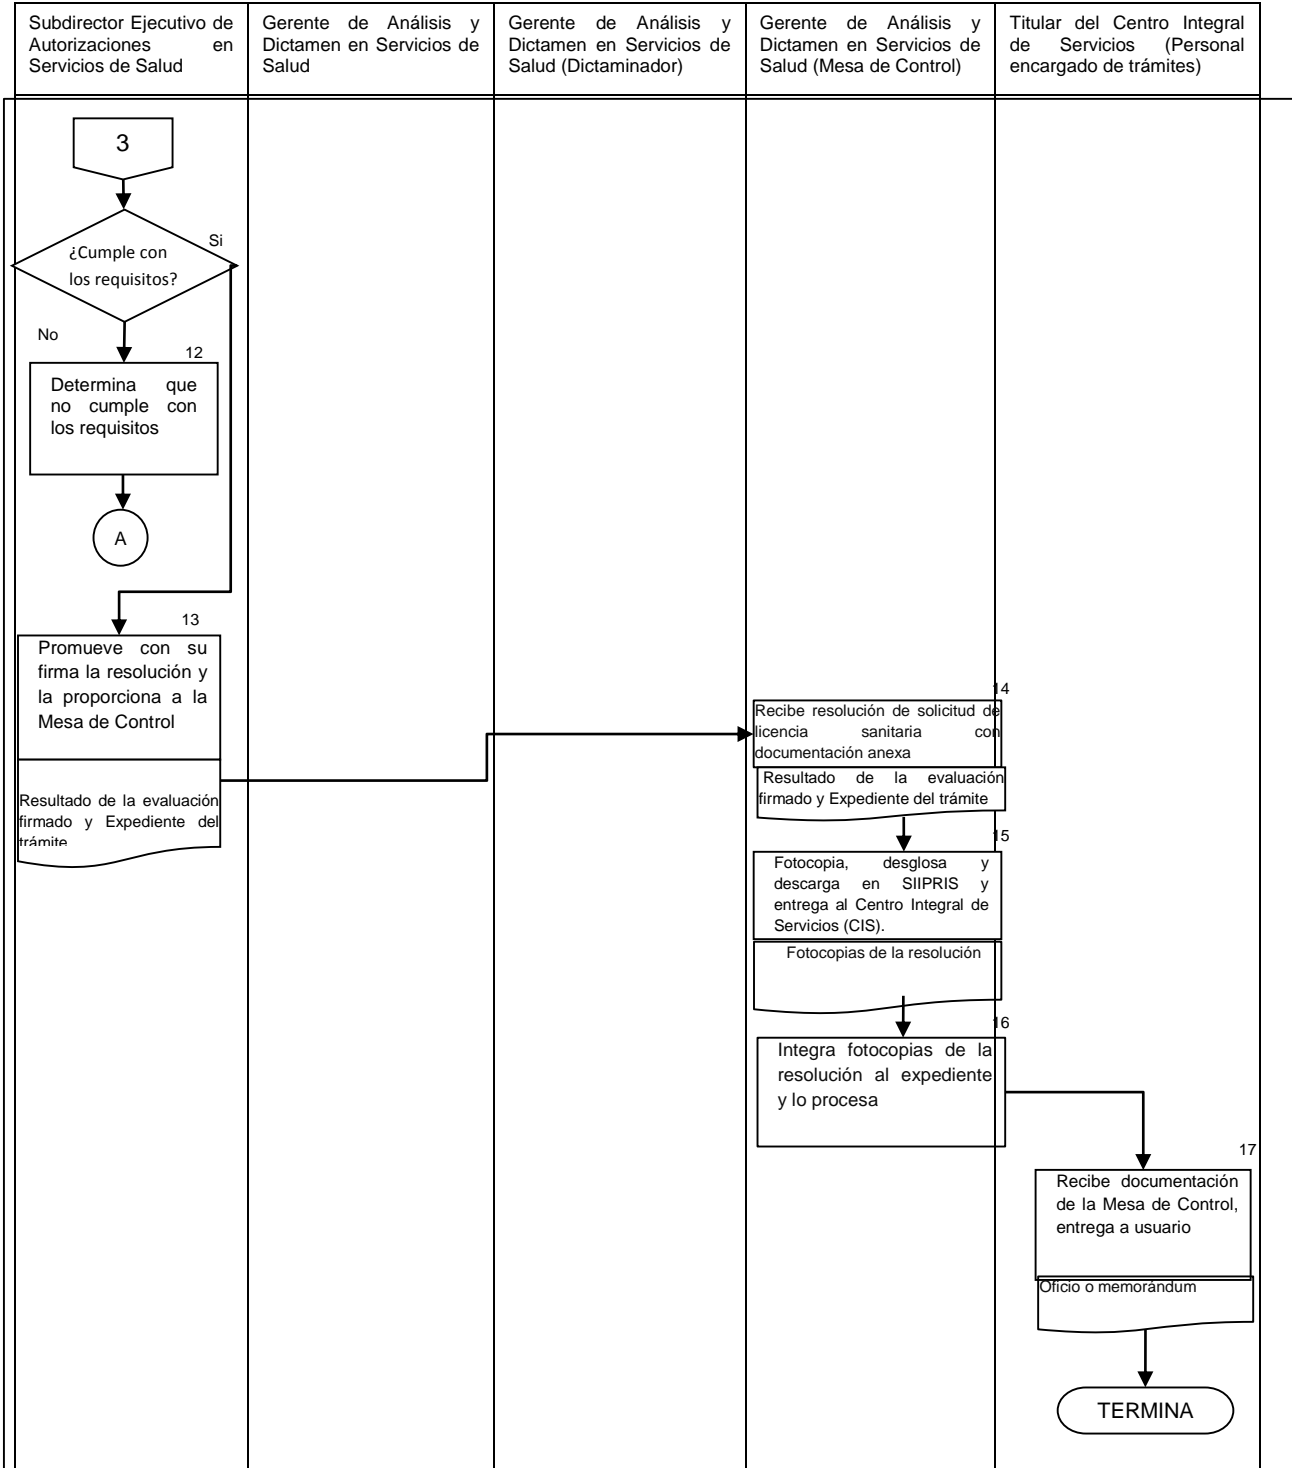 Subdirector Ejecutivo de
Autorizaciones en
Servicios de Salud
Gerente de Análisis y
Dictamen en Servicios de
Salud
Gerente de Análisis y
Dictamen en Servicios de
Salud (Dictaminador)
Gerente de Análisis y
Dictamen en Servicios de
Salud (Mesa de Control)
Titular del Centro Integral
de Servicios (Personal
encargado de trámites)
3
¿Cumple con
los requisitos?
Si
No
12
Determina que
no cumple con
los requisitos
A
13
Promueve con su
firma la resolución y
la proporciona a la
Mesa de Control
Resultado de la evaluación
firmado y Expediente del
trámite
14
Recibe resolución de solicitud de
licencia sanitaria con
documentación anexa
Resultado de la evaluación
firmado y Expediente del trámite
15
Fotocopia, desglosa y
descarga en SIIPRIS y
entrega al Centro Integral de
Servicios (CIS).
Fotocopias de la resolución
16
Integra fotocopias de la
resolución al expediente
y lo procesa
17
Recibe documentación
de la Mesa de Control,
entrega a usuario
Oficio o memorándum
TERMINA